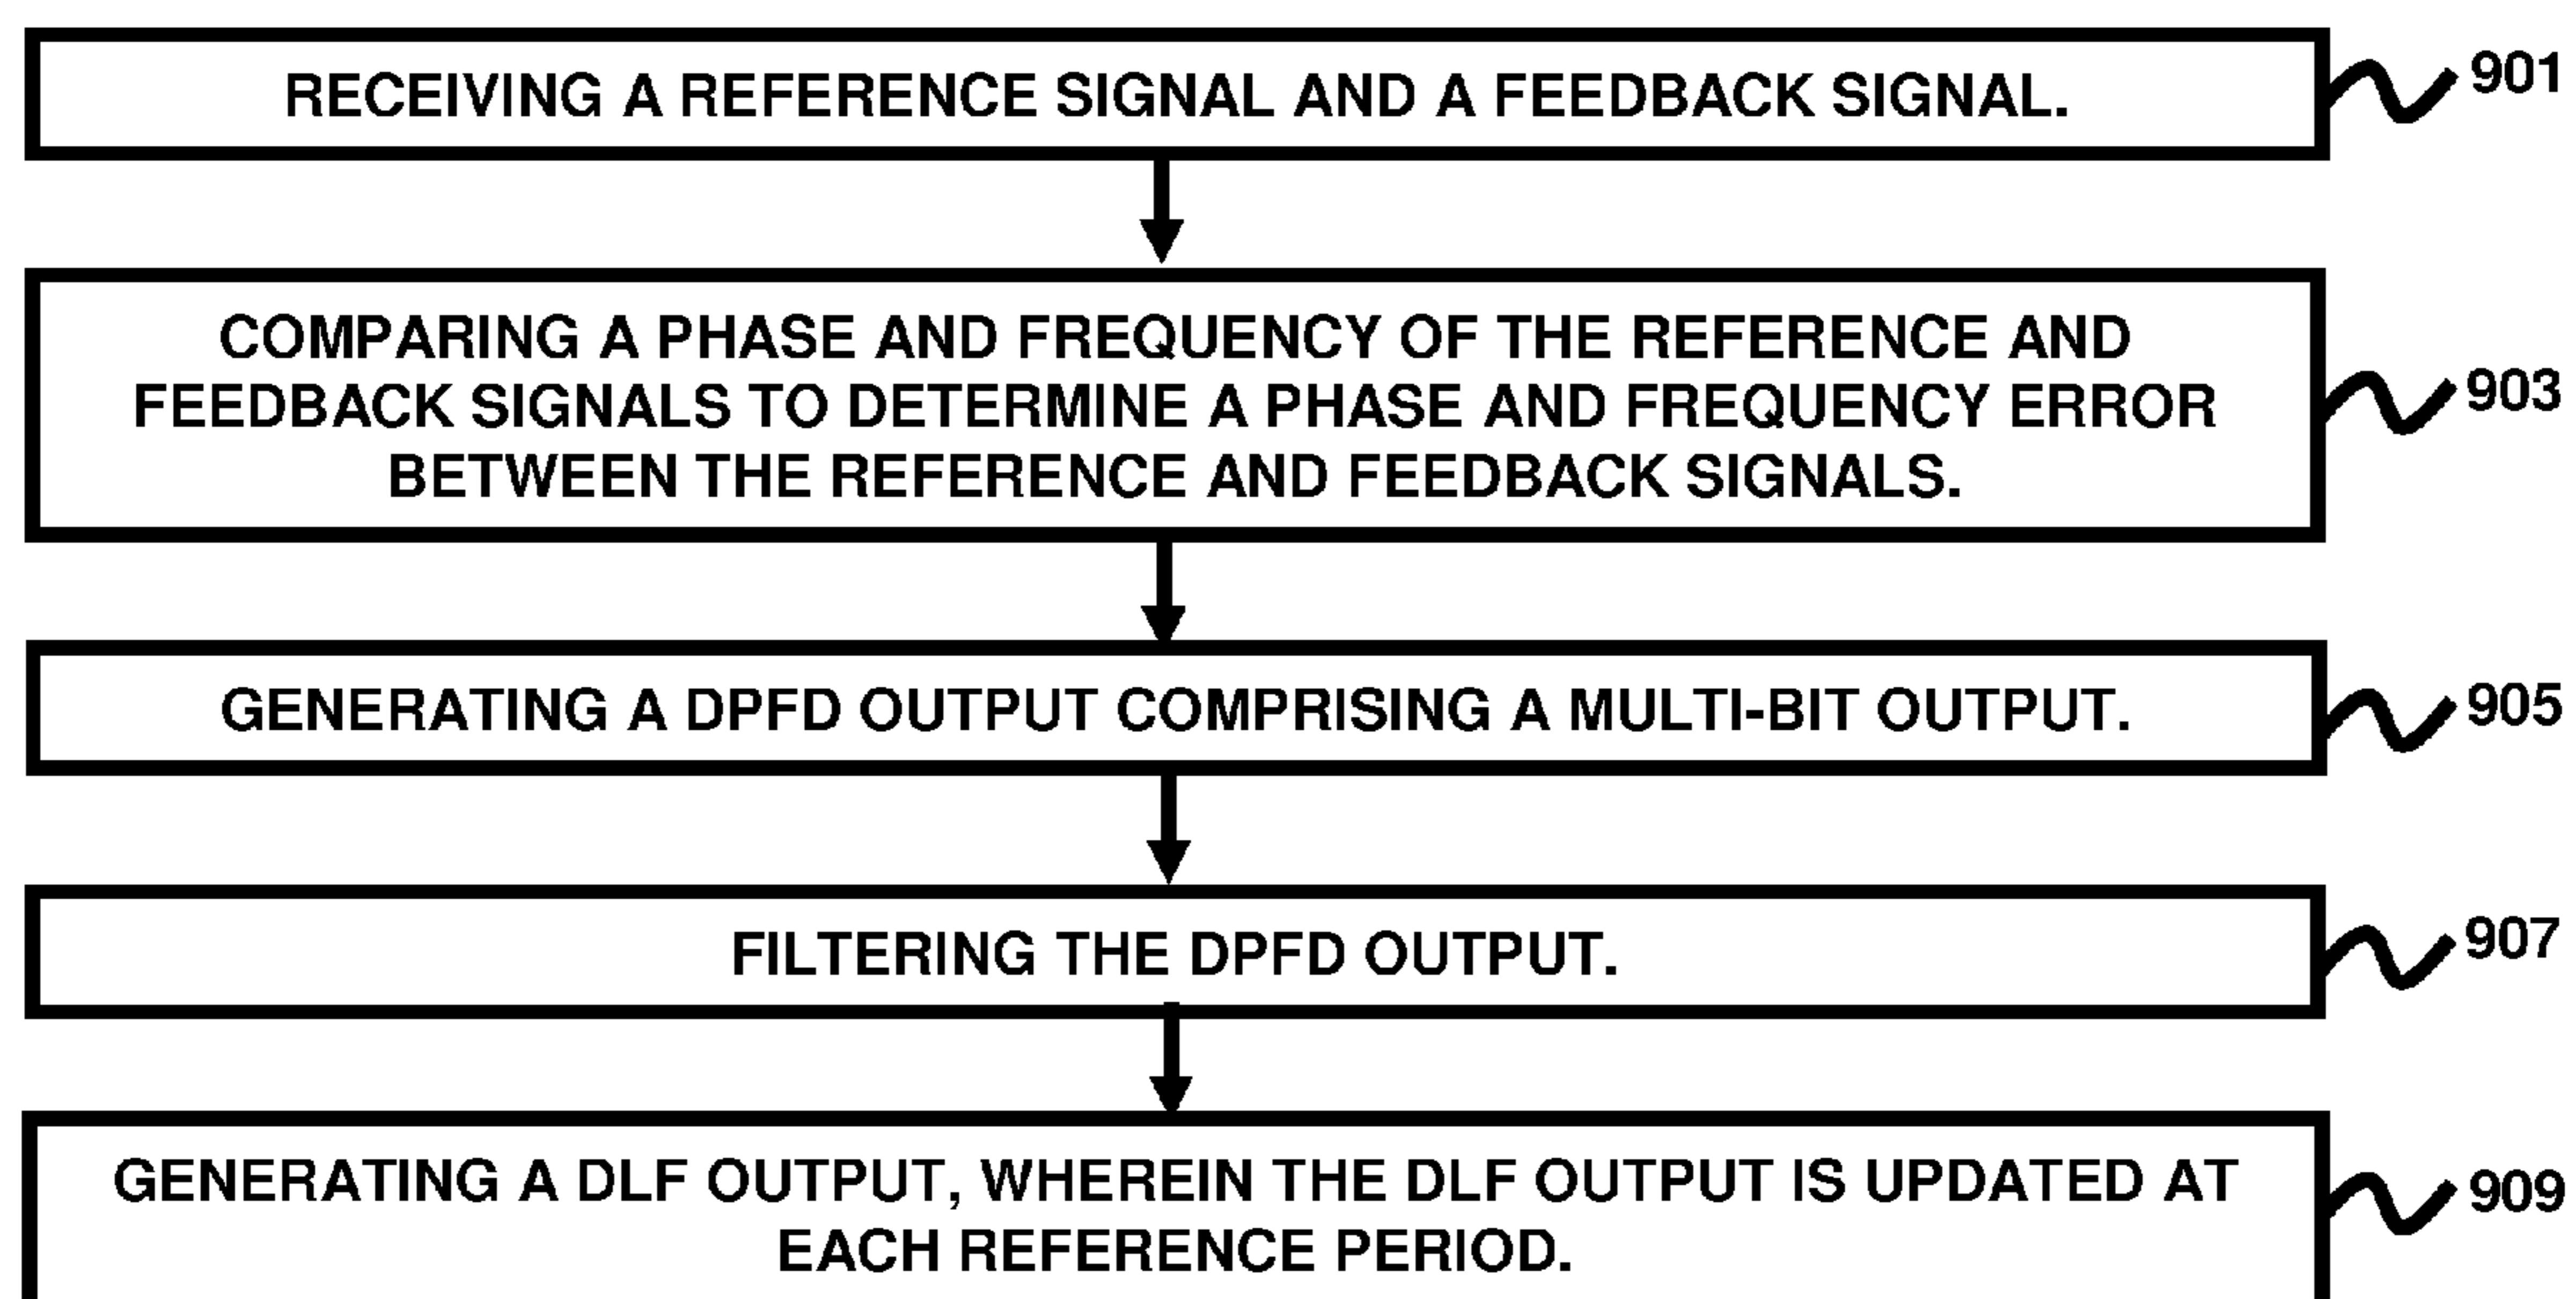 RECEIVING A REFERENCE SIGNAL AND A FEEDBACK SIGNAL.
901
COMPARING A PHASE AND FREQUENCY OF THE REFERENCE AND
FEEDBACK SIGNALS TO DETERMINE A PHASE AND FREQUENCY ERROR
BETWEEN THE REFERENCE AND FEEDBACK SIGNALS.
903
GENERATING A DPFD OUTPUT COMPRISING A MULTI-BIT OUTPUT.
905
FILTERING THE DPFD OUTPUT.
907
GENERATING A DLF OUTPUT, WHEREIN THE DLF OUTPUT IS UPDATED AT
EACH REFERENCE PERIOD.
909